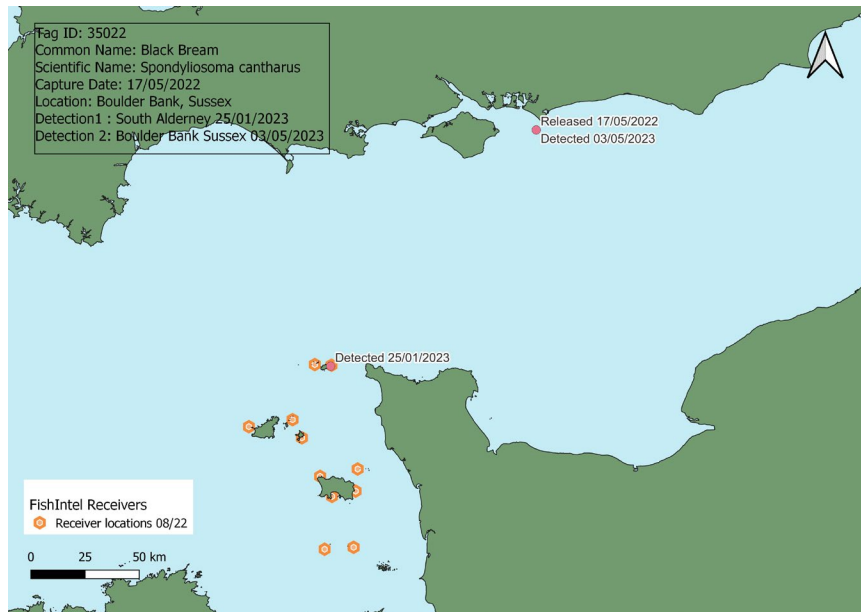 Tag ID: 35022
Common Name: Black Bream
Scientific Name: Spondyliosoma cantharus
Capture Date: 17/05/2022
Location: Boulder Bank, Sussex
Detection1 : South Alderney 25/01/2023
Detection 2: Boulder Bank Sussex 03/05/2023
Released 17/05/2022
Detected 03/05/2023
Detected 25/01/2023
FishIntel Receivers
Receiver locations 08/22
0 25 50 km